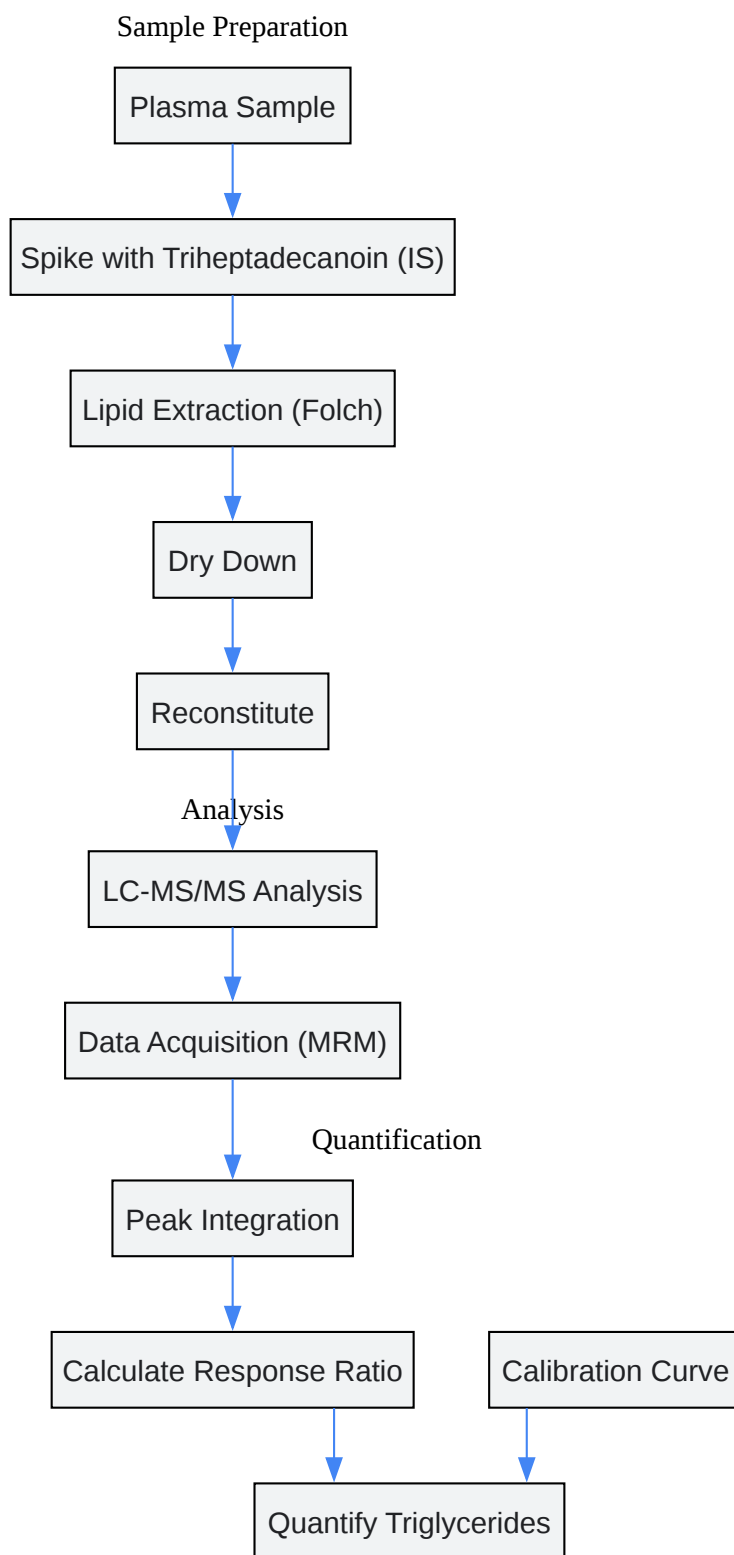 Sample Preparation
Plasma Sample
Spike with Triheptadecanoin (IS)
Lipid Extraction (Folch)
Dry Down
Reconstitute
Analysis
LC-MS/MS Analysis
Data Acquisition (MRM)
Quantification
Peak Integration
Calculate Response Ratio
Calibration Curve
Quantify Triglycerides